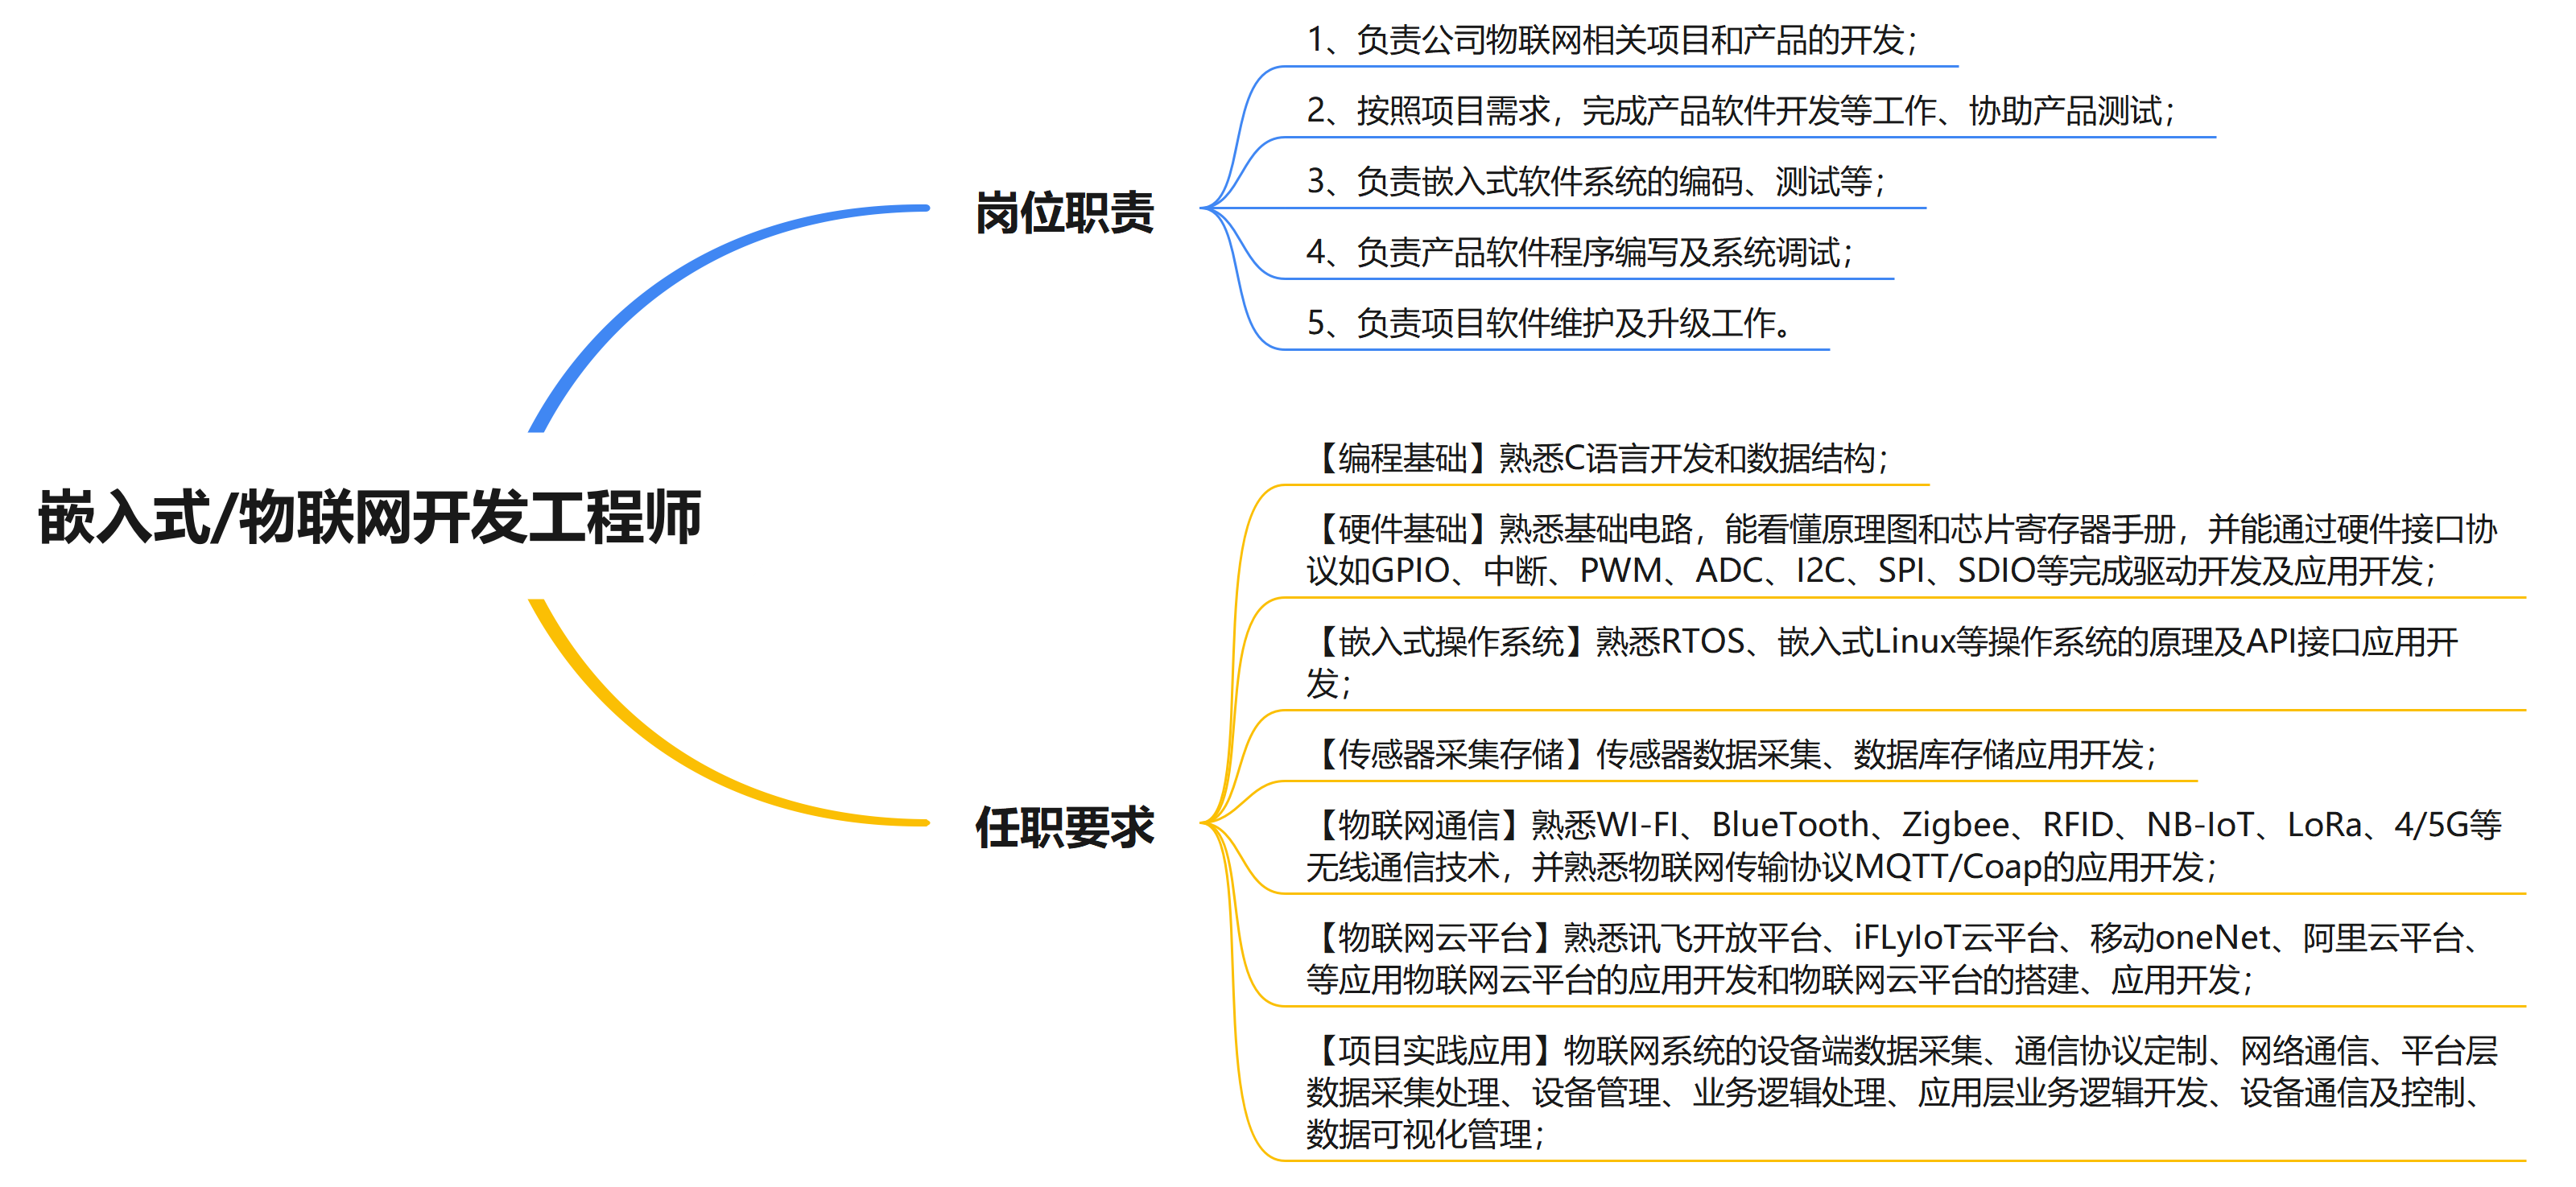 嵌入式/物联网开发工程师
岗位职责
1、负责公司物联网相关项目和产品的开发；
2、按照项目需求，完成产品软件开发等工作、协助产品测试；
3、负责嵌入式软件系统的编码、测试等；
4、负责产品软件程序编写及系统调试；
5、负责项目软件维护及升级工作。
任职要求
【编程基础】熟悉C语言开发和数据结构；
【硬件基础】熟悉基础电路，能看懂原理图和芯片寄存器手册，并能通过硬件接口协
议如GPIO、中断、PWM、ADC、I2C、SPI、SDIO等完成驱动开发及应用开发；
【嵌入式操作系统】熟悉RTOS、嵌入式Linux等操作系统的原理及API接口应用开
发；
【传感器采集存储】传感器数据采集、数据库存储应用开发；
【物联网通信】熟悉WI-FI、BlueTooth、Zigbee、RFID、NB-IoT、LoRa、4/5G等
无线通信技术，并熟悉物联网传输协议MQTT/Coap的应用开发；
【物联网云平台】熟悉讯飞开放平台、iFLyIoT云平台、移动oneNet、阿里云平台、
等应用物联网云平台的应用开发和物联网云平台的搭建、应用开发；
【项目实践应用】物联网系统的设备端数据采集、通信协议定制、网络通信、平台层
数据采集处理、设备管理、业务逻辑处理、应用层业务逻辑开发、设备通信及控制、
数据可视化管理；